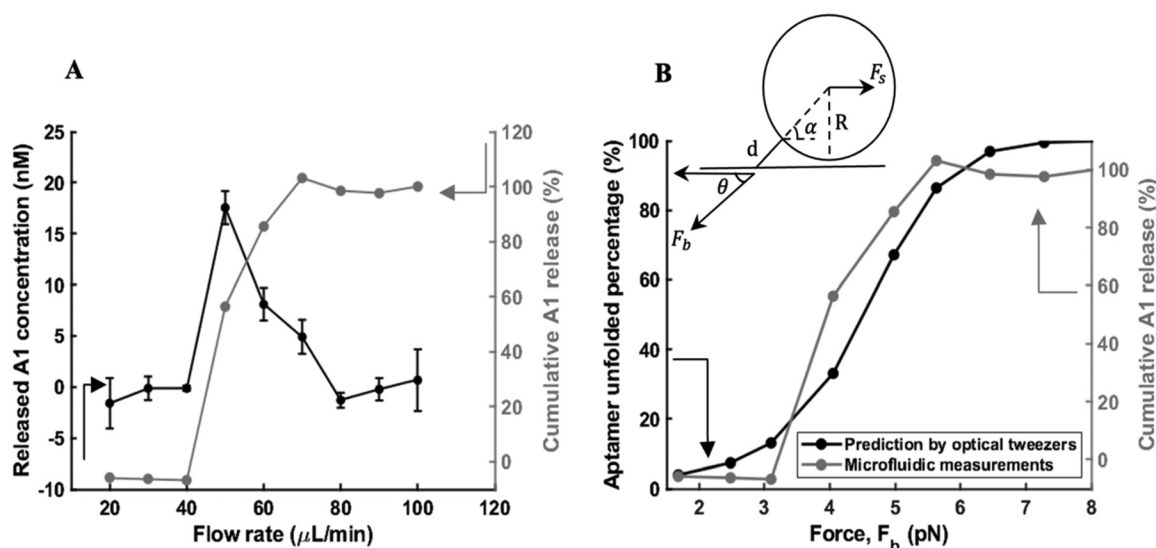 A
Released A1 concentration (nM)
25
20
15
10
5
0
-5
-10
20
40
60
80
100
120
Flow rate (μL/min)
120
100
80
60
40
20
0
Cumulative A1 release (%)
B
F_s
α
R
d
θ
F_b
Aptamer unfolded percentage (%)
100
80
60
40
20
0
2
3
4
5
6
7
8
Force, F_b (pN)
100
80
60
40
20
0
Cumulative A1 release (%)
Prediction by optical tweezers
Microfluidic measurements